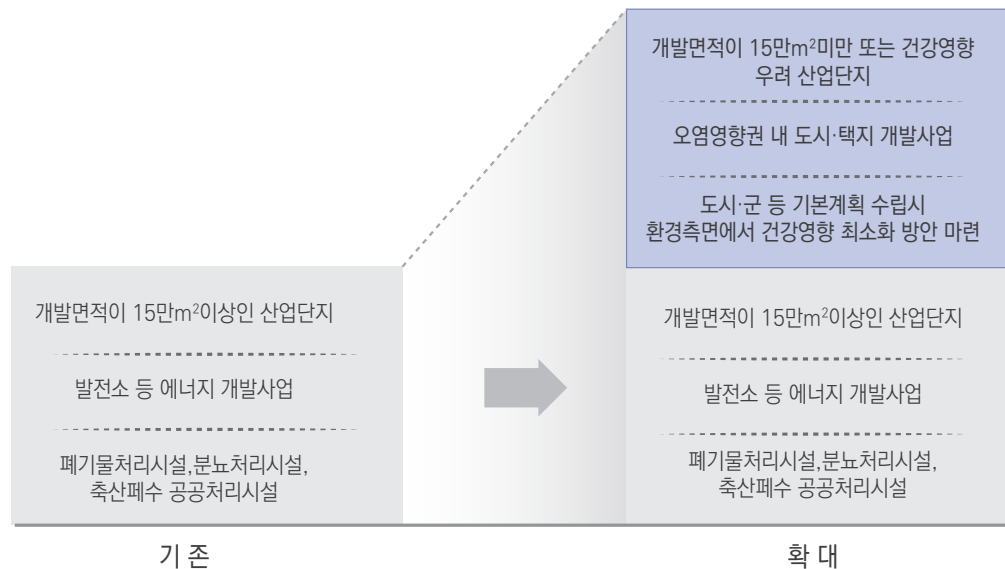 개발면적이 15만m²미만 또는 건강영향
우려 산업단지
오염영향권 내 도시·택지 개발사업
도시·군 등 기본계획 수립시
환경측면에서 건강영향 최소화 방안 마련
개발면적이 15만m²이상인 산업단지
발전소 등 에너지 개발사업
폐기물처리시설,분뇨처리시설,
축산폐수 공공처리시설
개발면적이 15만m²이상인 산업단지
발전소 등 에너지 개발사업
폐기물처리시설,분뇨처리시설,
축산페수 공공처리시설
기 존
확 대